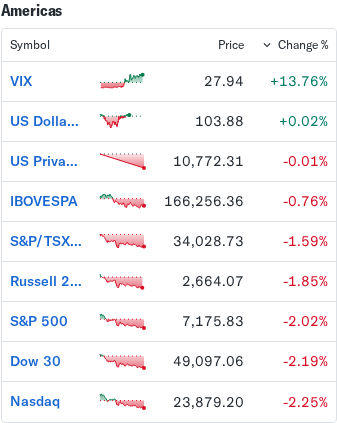 Americas
Symbol Price Change %
VIX 27.94 +13.76%
US Dolla... 103.88 +0.02%
US Priva... 10,772.31 -0.01%
IBOVESPA 166,256.36 -0.76%
S&P/TSX... 34,028.73 -1.59%
Russell 2... 2,664.07 -1.85%
S&P 500 7,175.83 -2.02%
Dow 30 49,097.06 -2.19%
Nasdaq 23,879.20 -2.25%